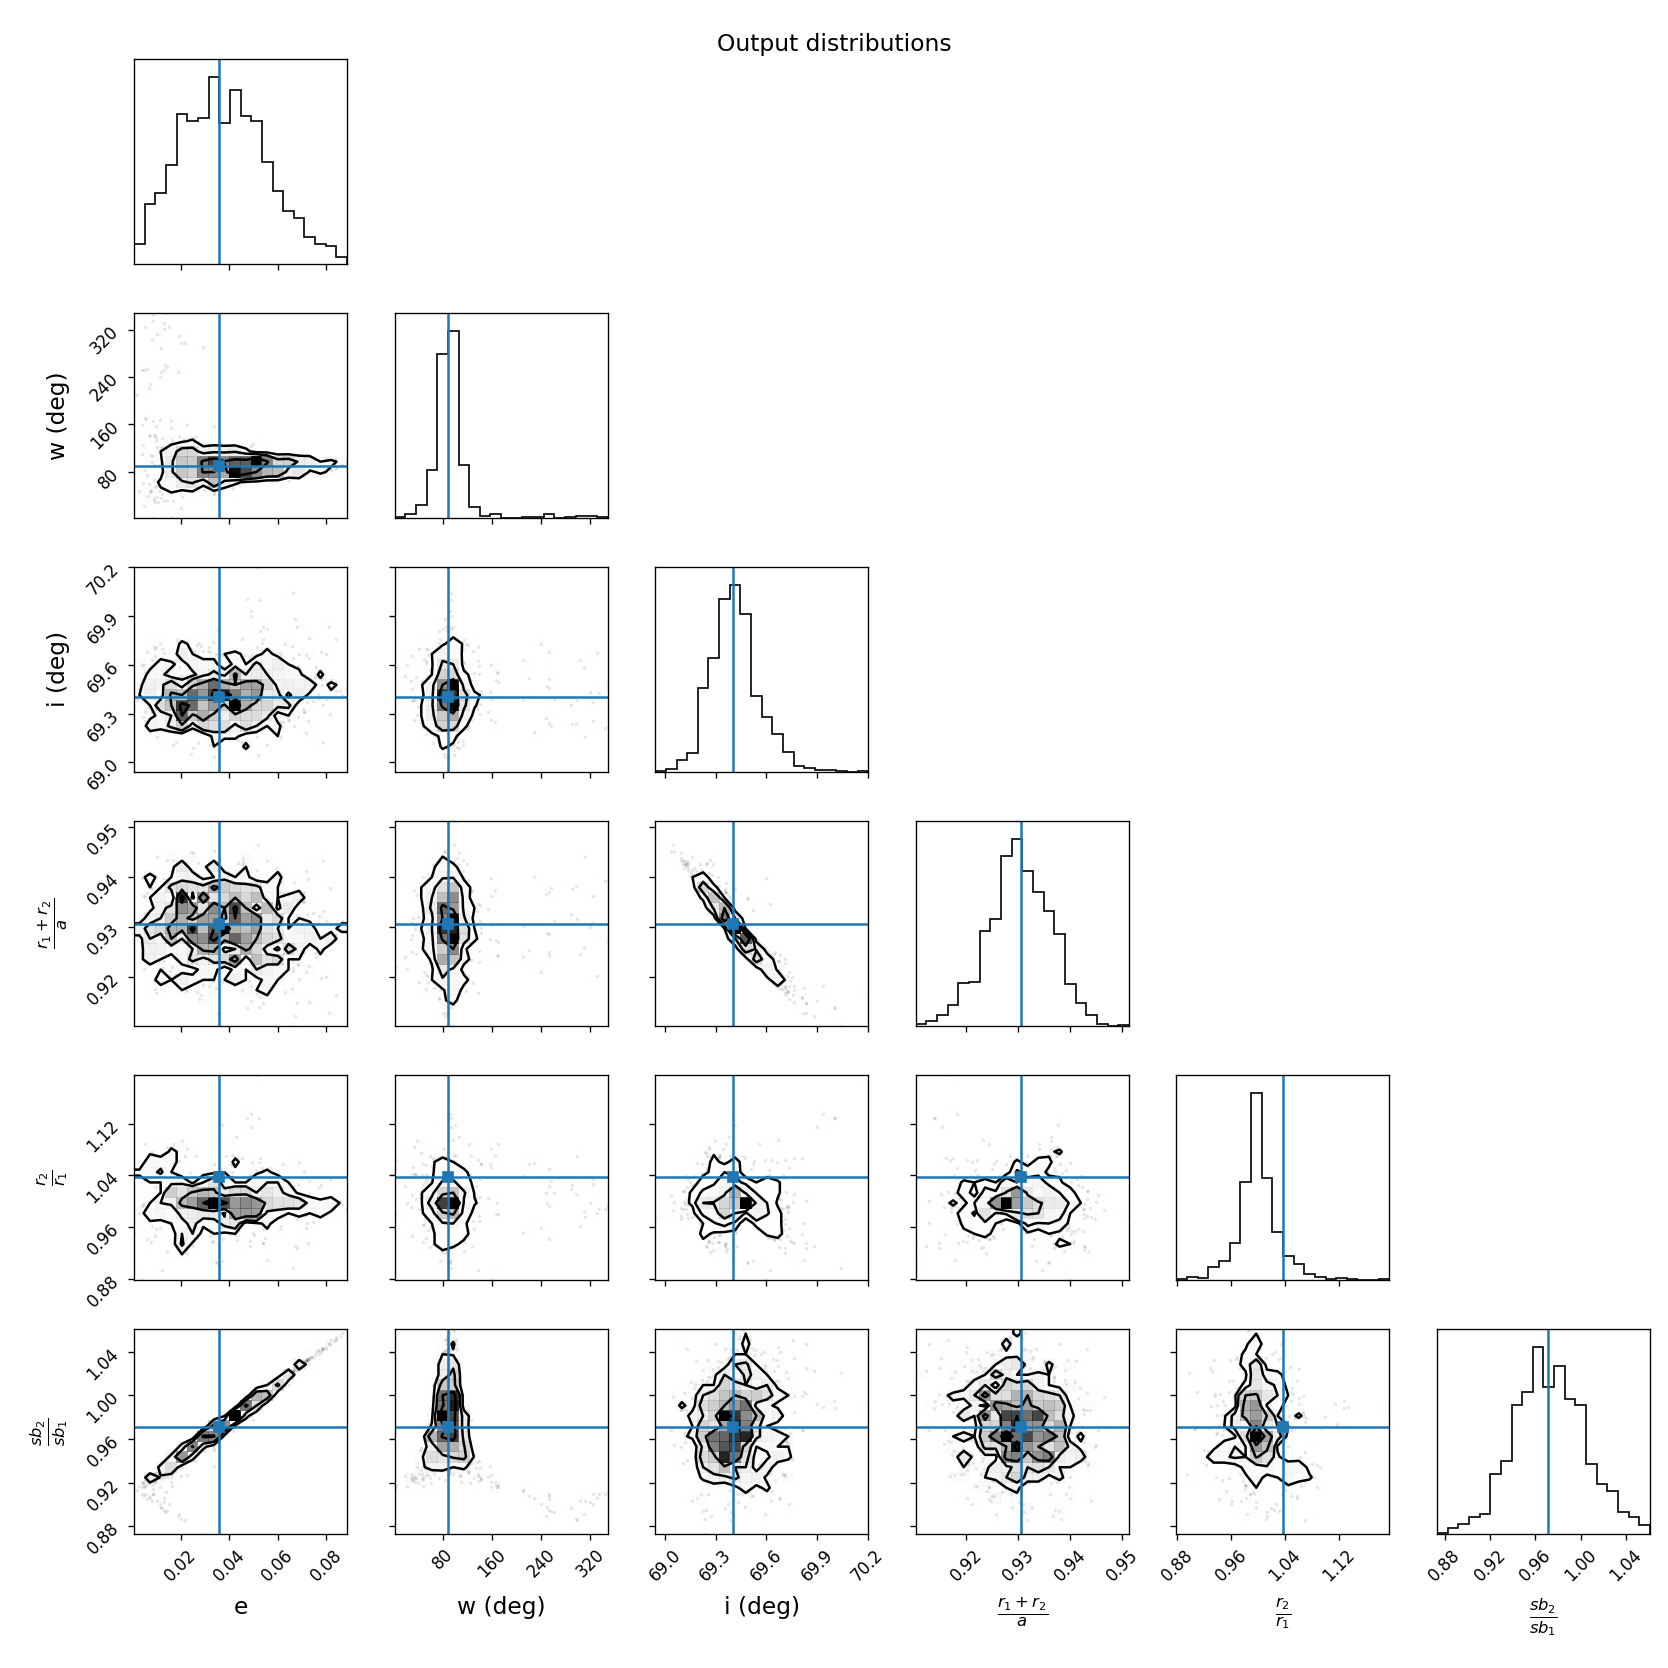 Output distributions
w (deg)
320
240
160
80
i (deg)
70.2
69.9
69.6
69.3
69.0
r₁ + r₂
a
0.95
0.94
0.93
0.92
r₂
r₁
1.12
1.04
0.96
0.88
sb₂
sb₁
1.04
1.00
0.96
0.92
0.88
0.02 0.04 0.06 0.08 80 160 240 320 69.0 69.3 69.6 69.9 70.2 0.92 0.93 0.94 0.95 0.88 0.96 1.04 1.12 0.88 0.92 0.96 1.00 1.04
e w (deg) i (deg) r₁ + r₂ r₂ sb₂
a r₁ sb₁